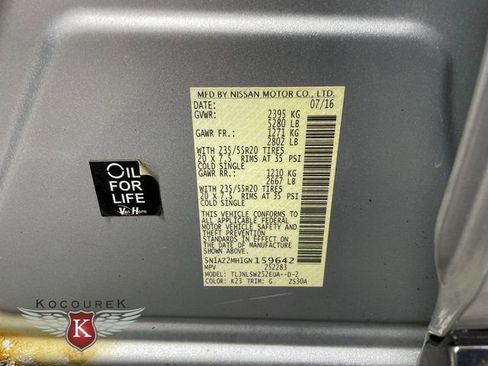 MFD BY NISSAN MOTOR CO., LTD.
DATE: 07/16
GVWR: 2395 KG
5280 LB
GAWR FR.: 1271 KG
2802 LB
WITH 235/55R20 TIRES
20 X 7.5 RIMS AT 35 PSI
COLD SINGLE
GAWR RR.: 1210 KG
2667 LB
WITH 235/55R20 TIRES
20 X 7.5 RIMS AT 35 PSI
COLD SINGLE
THIS VEHICLE CONFORMS TO ALL
APPLICABLE U.S. FEDERAL
MOTOR VEHICLE SAFETY
STANDARDS IN EFFECT ON THE
DATE OF MANUFACTURE SHOWN
ABOVE.
5N1AZ2MH1GN159642
MPV 252283
TYPE: TLJNLSWZ52EUA--D-2
COLOR: K23 TRIM: G ZS30A
OIL
FOR
LIFE
KOCOUREK